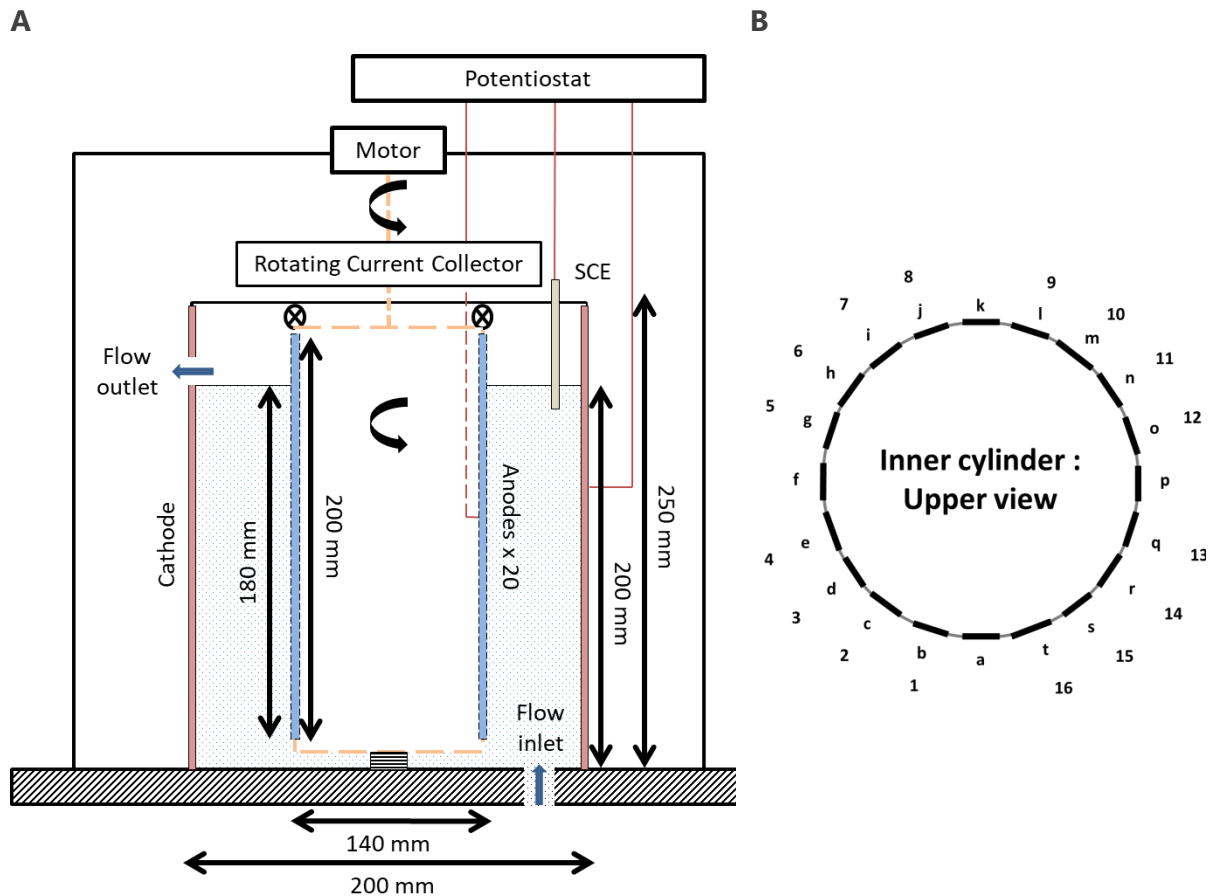 A
B
Potentiostat
Motor
Rotating Current Collector
SCE
Flow
outlet
Cathode
180 mm
200 mm
Anodes x 20
200 mm
250 mm
Flow
inlet
140 mm
200 mm
9
8
7
10
k
j
l
i
m
6
11
h
n
5
12
g
o
Inner cylinder :
Upper view
f
p
e
q
4
13
d
r
3
14
c
s
2
15
b
a
t
1
16